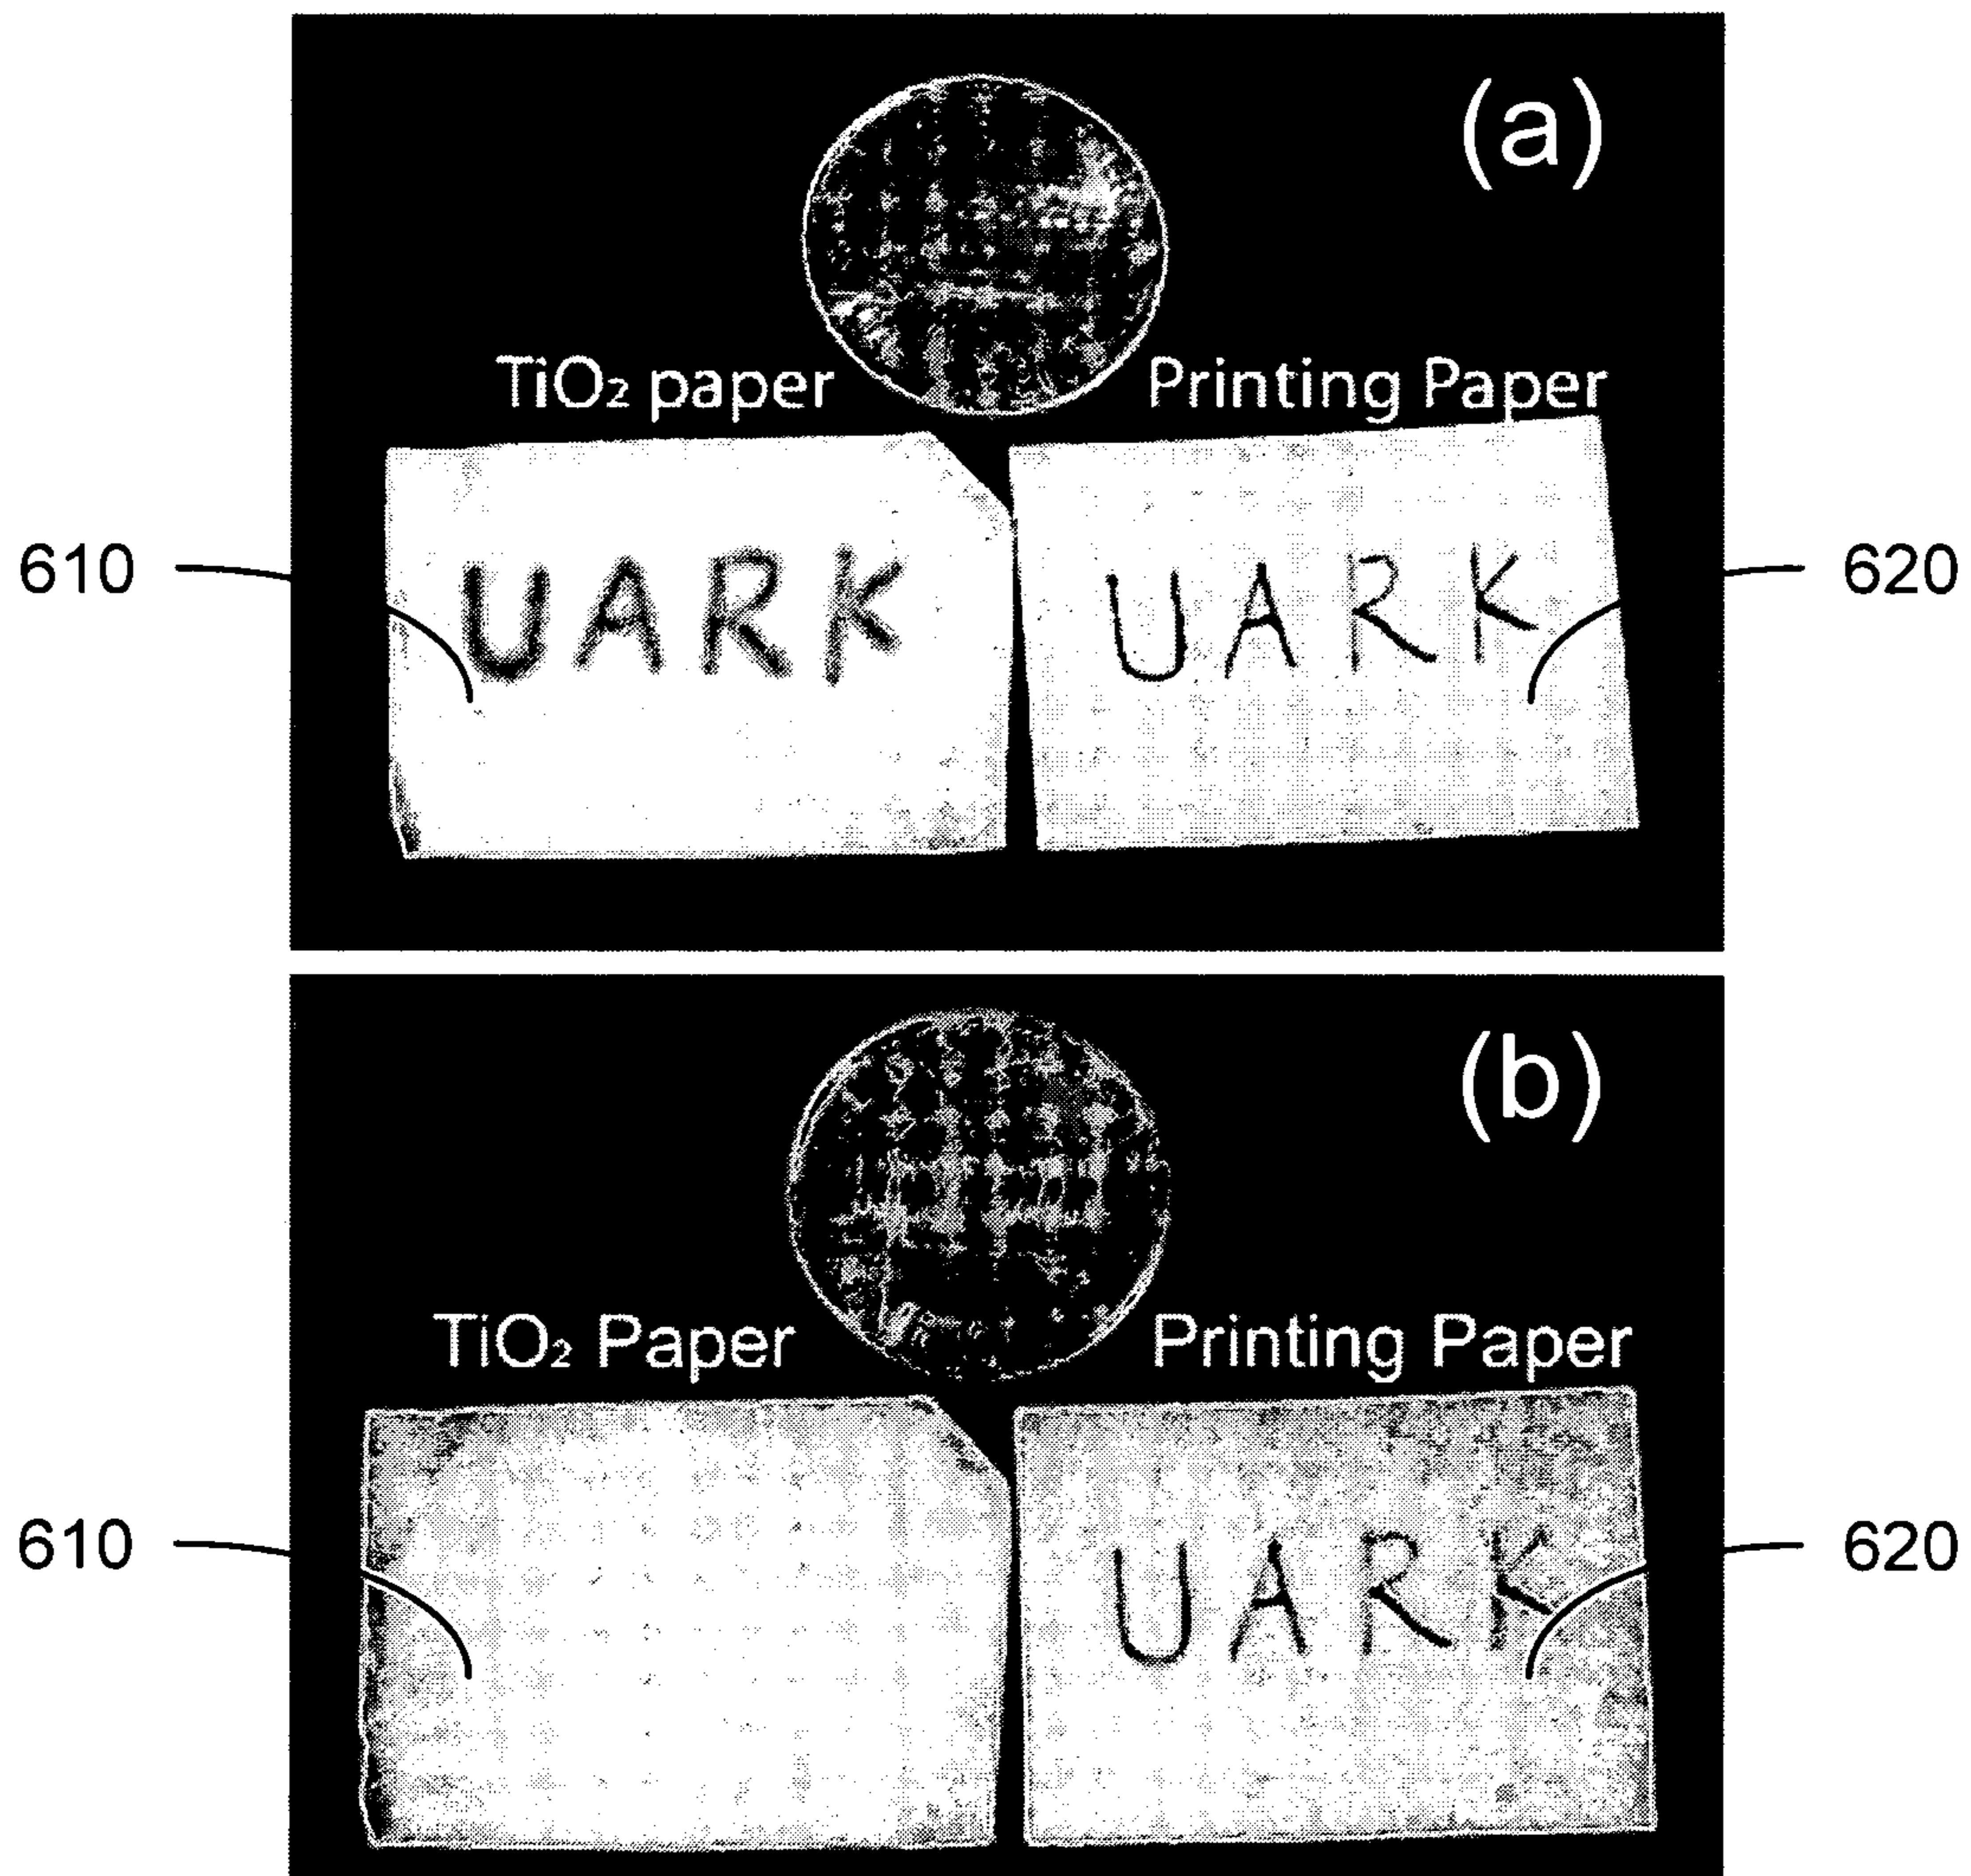 (a)
TiO₂ paper Printing Paper
610 UARK UARK 620
(b)
TiO₂ Paper Printing Paper
610 UARK 620